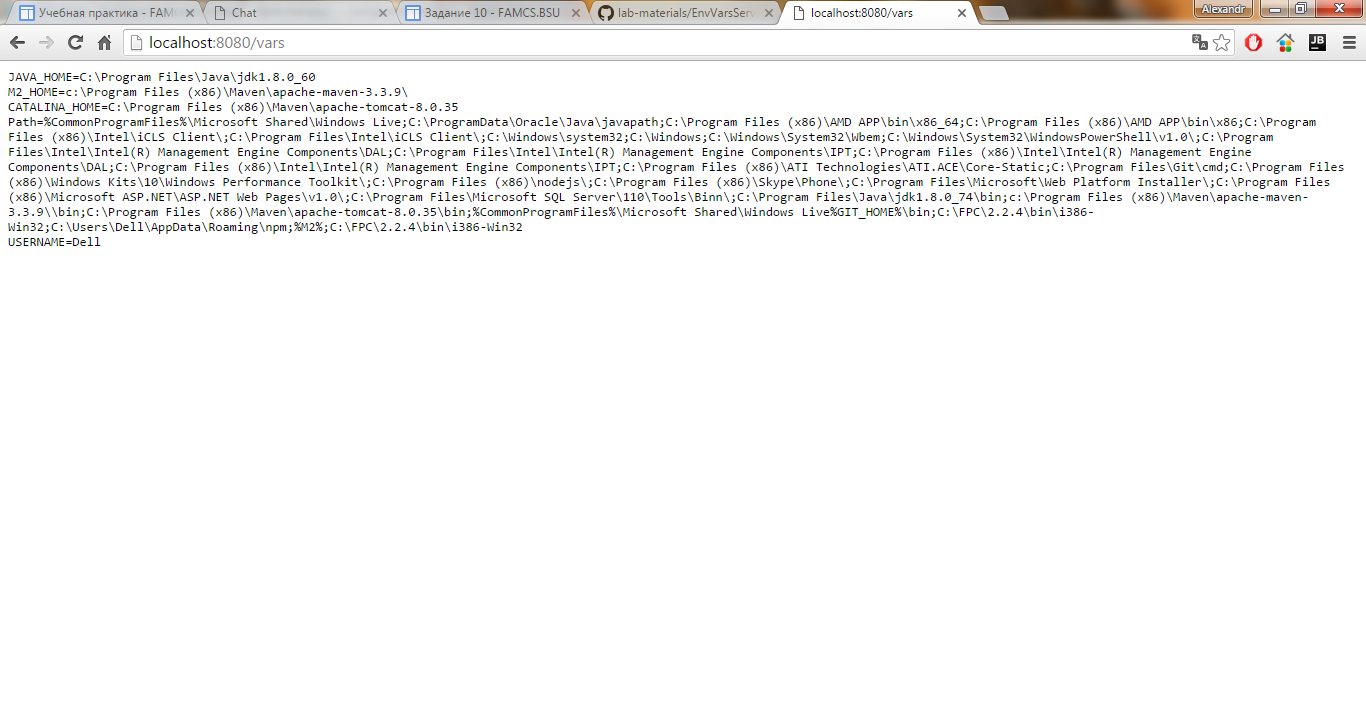 Учебная практика - FAMC
Chat
Задание 10 - FAMCS.BSU
lab-materials/EnvVarsServ
localhost:8080/vars
Alexandr
localhost:8080/vars
JB
JAVA_HOME=C:\Program Files\Java\jdk1.8.0_60
M2_HOME=c:\Program Files (x86)\Maven\apache-maven-3.3.9\
CATALINA_HOME=C:\Program Files (x86)\Maven\apache-tomcat-8.0.35
Path=%CommonProgramFiles%\Microsoft Shared\Windows Live;C:\ProgramData\Oracle\Java\javapath;C:\Program Files (x86)\AMD APP\bin\x86_64;C:\Program Files (x86)\AMD APP\bin\x86;C:\Program
Files (x86)\Intel\iCLS Client\;C:\Program Files\Intel\iCLS Client\;C:\Windows\system32;C:\Windows;C:\Windows\System32\Wbem;C:\Windows\System32\WindowsPowerShell\v1.0\;C:\Program
Files\Intel\Intel(R) Management Engine Components\DAL;C:\Program Files\Intel\Intel(R) Management Engine Components\IPT;C:\Program Files (x86)\Intel\Intel(R) Management Engine
Components\DAL;C:\Program Files (x86)\Intel\Intel(R) Management Engine Components\IPT;C:\Program Files (x86)\ATI Technologies\ATI.ACE\Core-Static;C:\Program Files\Git\cmd;C:\Program Files
(x86)\Windows Kits\10\Windows Performance Toolkit\;C:\Program Files (x86)\nodejs\;C:\Program Files (x86)\Skype\Phone\;C:\Program Files\Microsoft\Web Platform Installer\;C:\Program Files
(x86)\Microsoft ASP.NET\ASP.NET Web Pages\v1.0\;C:\Program Files\Microsoft SQL Server\110\Tools\Binn\;C:\Program Files\Java\jdk1.8.0_74\bin;c:\Program Files (x86)\Maven\apache-maven-
3.3.9\\bin;C:\Program Files (x86)\Maven\apache-tomcat-8.0.35\bin;%CommonProgramFiles%\Microsoft Shared\Windows Live%GIT_HOME%\bin;C:\FPC\2.2.4\bin\i386-
Win32;C:\Users\Dell\AppData\Roaming\npm;%M2%;C:\FPC\2.2.4\bin\i386-Win32
USERNAME=Dell